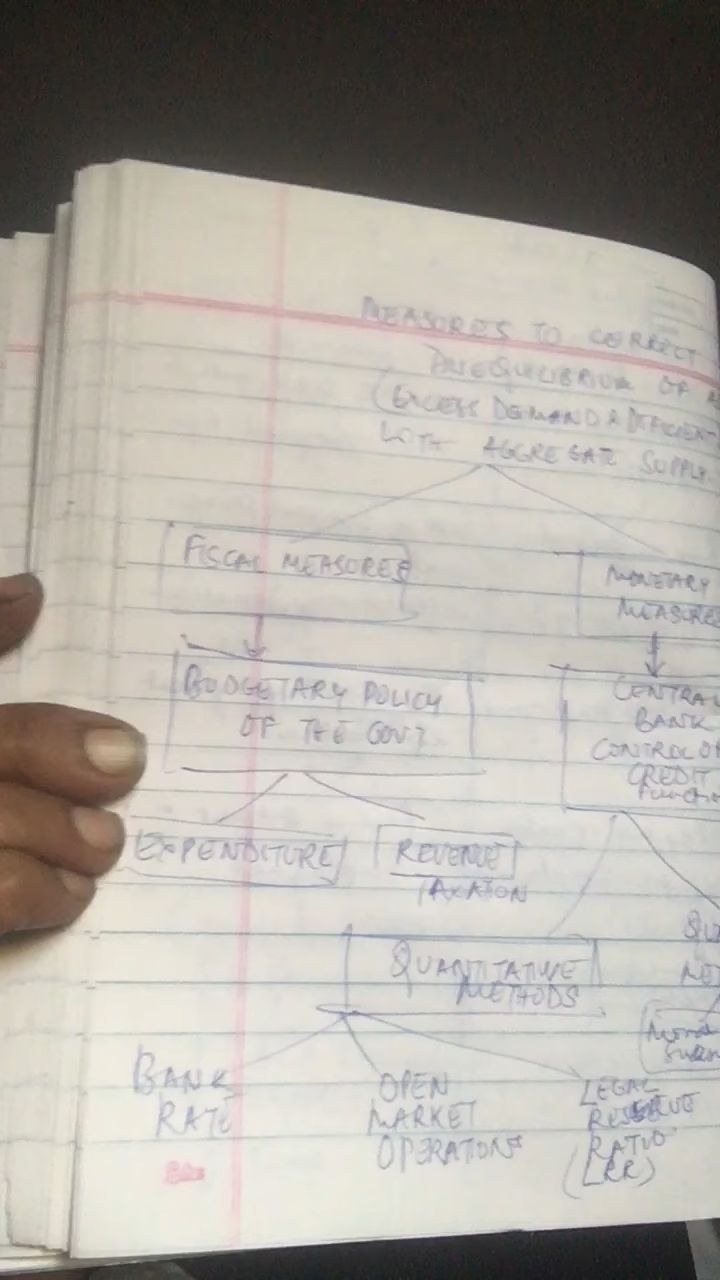 MEASURES TO CORRECT
DISEQUILIBRIUM OF
(EXCESS DEMAND & DEFICIENT
WITH AGGREGATE SUPPLY.
FISCAL MEASURES
MONETARY
MEASURES
BUDGETARY POLICY
OF THE GOVT
CENTRAL
BANK
CONTROL OF
CREDIT
Function
EXPENDITURE
REVENUE
TAXATION
QUANTITATIVE
METHODS
BANK
RATE
OPEN
MARKET
OPERATIONS
LEGAL
RESERVE
RATIO
(LRR)